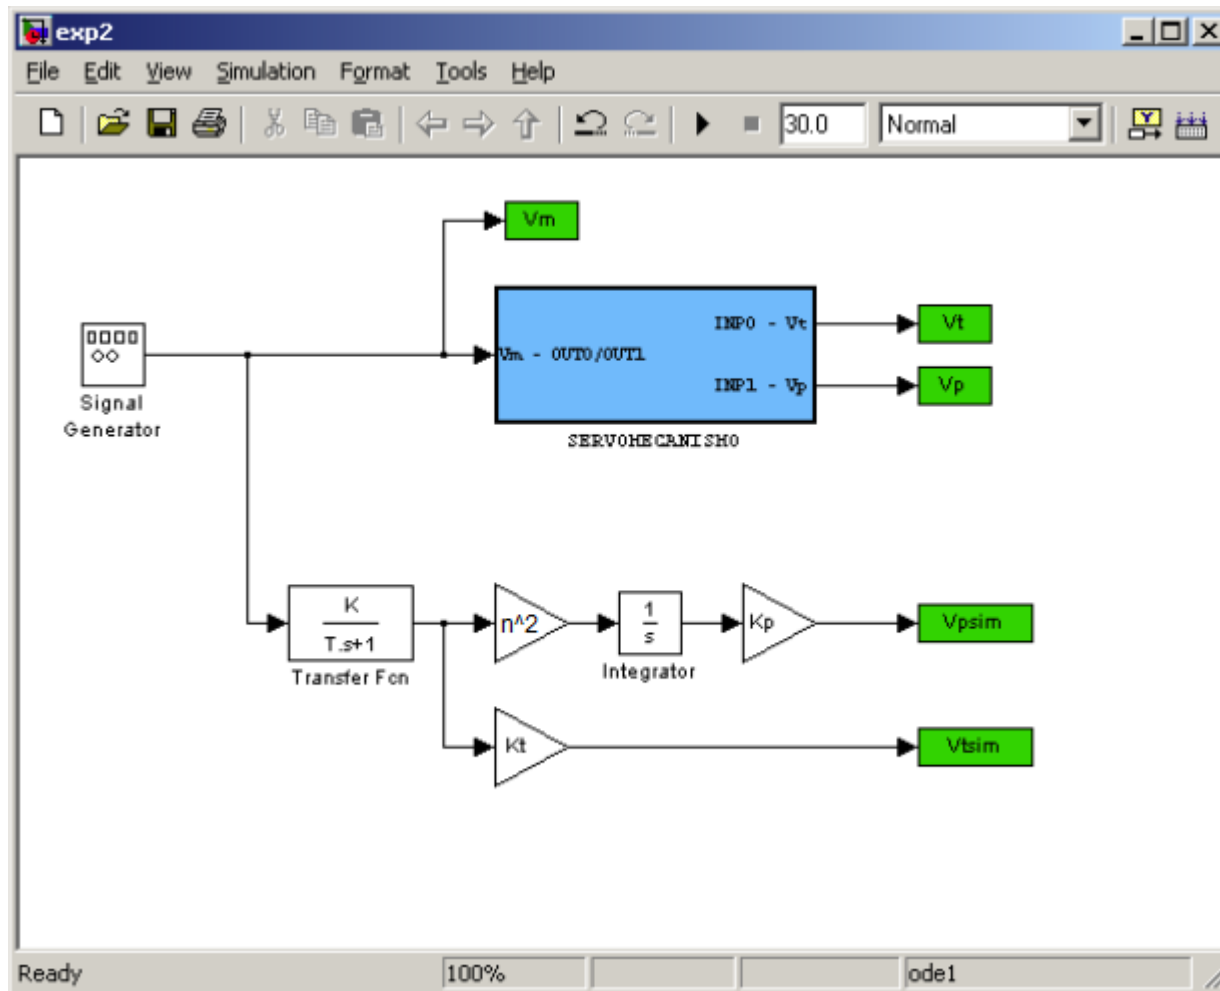 exp2
File Edit View Simulation Format Tools Help
30.0 Normal
Vm
INP0 - Vt
Vt
Vm - OUT0/OUT1
INP1 - Vp
Vp
Signal
Generator
SERVOMECANISMO
K
T.s+1
Transfer Fcn
n^2
1
s
Integrator
Kp
Vpsim
Kt
Vtsim
Ready 100% ode1